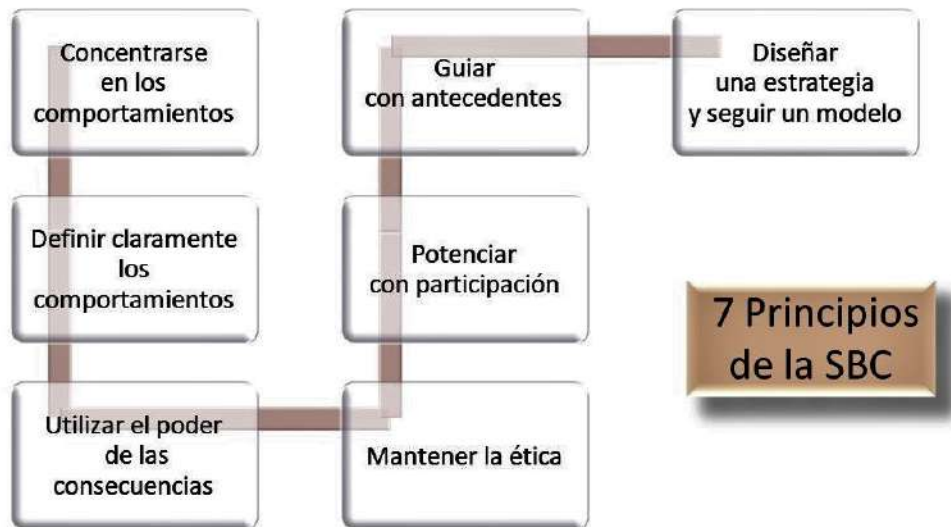 Concentrarse
en los
comportamientos
Definir claramente
los
comportamientos
Utilizar el poder
de las
consecuencias
Mantener la ética
Potenciar
con participación
Guiar
con antecedentes
Diseñar
una estrategia
y seguir un modelo
7 Principios
de la SBC